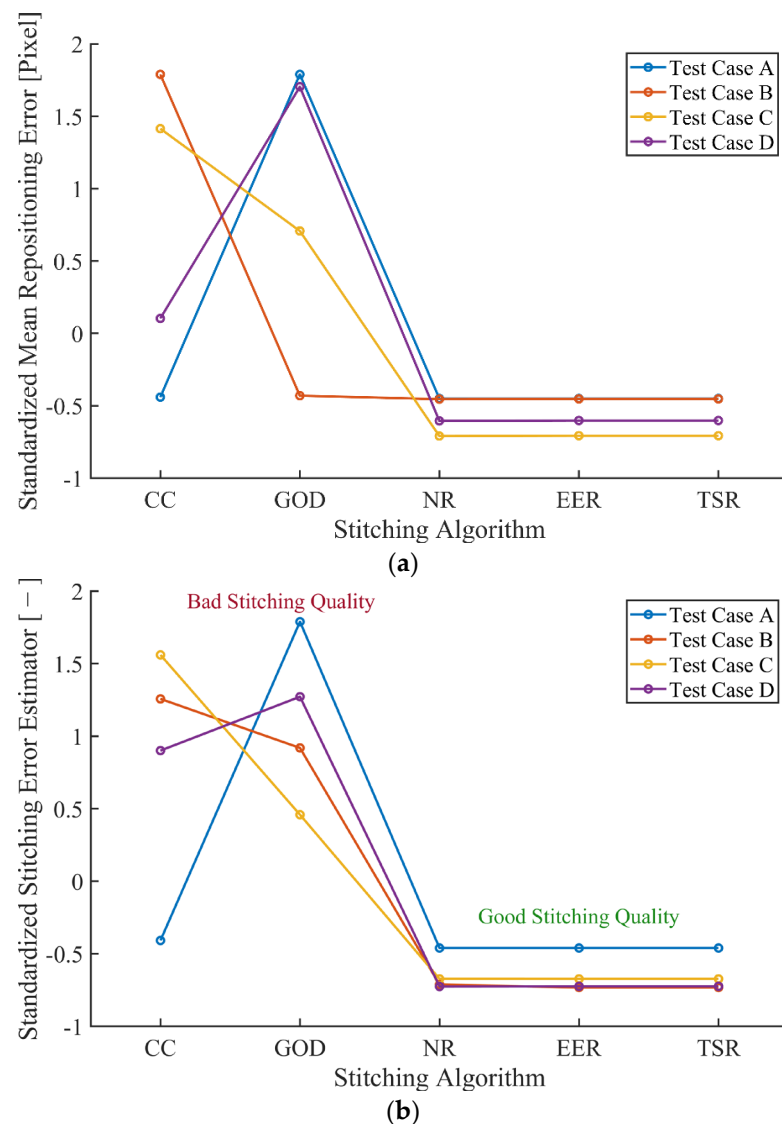 Standardized Mean Repositioning Error [Pixel]
2
1.5
1
0.5
0
-0.5
-1
Test Case A
Test Case B
Test Case C
Test Case D
CC GOD NR EER TSR
Stitching Algorithm
(a)
Standardized Stitching Error Estimator [ − ]
2
1.5
1
0.5
0
-0.5
-1
Bad Stitching Quality
Test Case A
Test Case B
Test Case C
Test Case D
Good Stitching Quality
CC GOD NR EER TSR
Stitching Algorithm
(b)